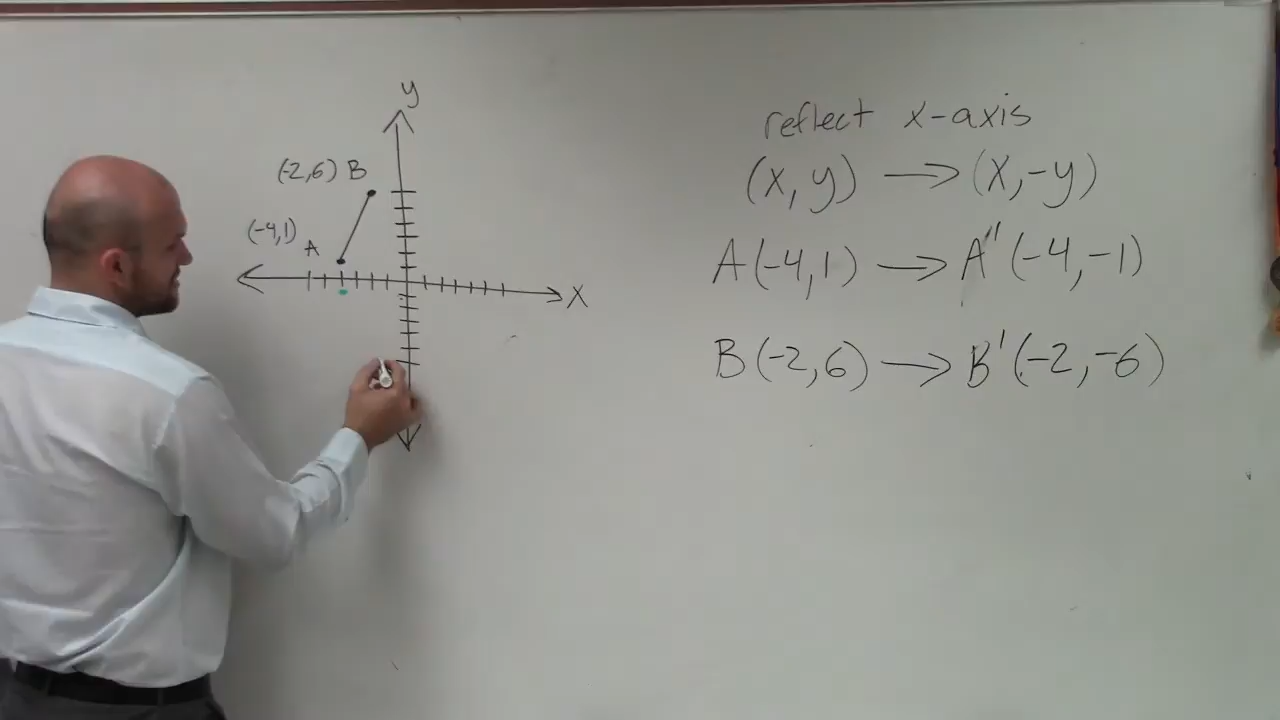 y
(-2,6) B
(-4,1) A
X
reflect x-axis
(x,y) → (x,-y)
A(-4,1) → A'(-4,-1)
B(-2,6) → B'(-2,-6)